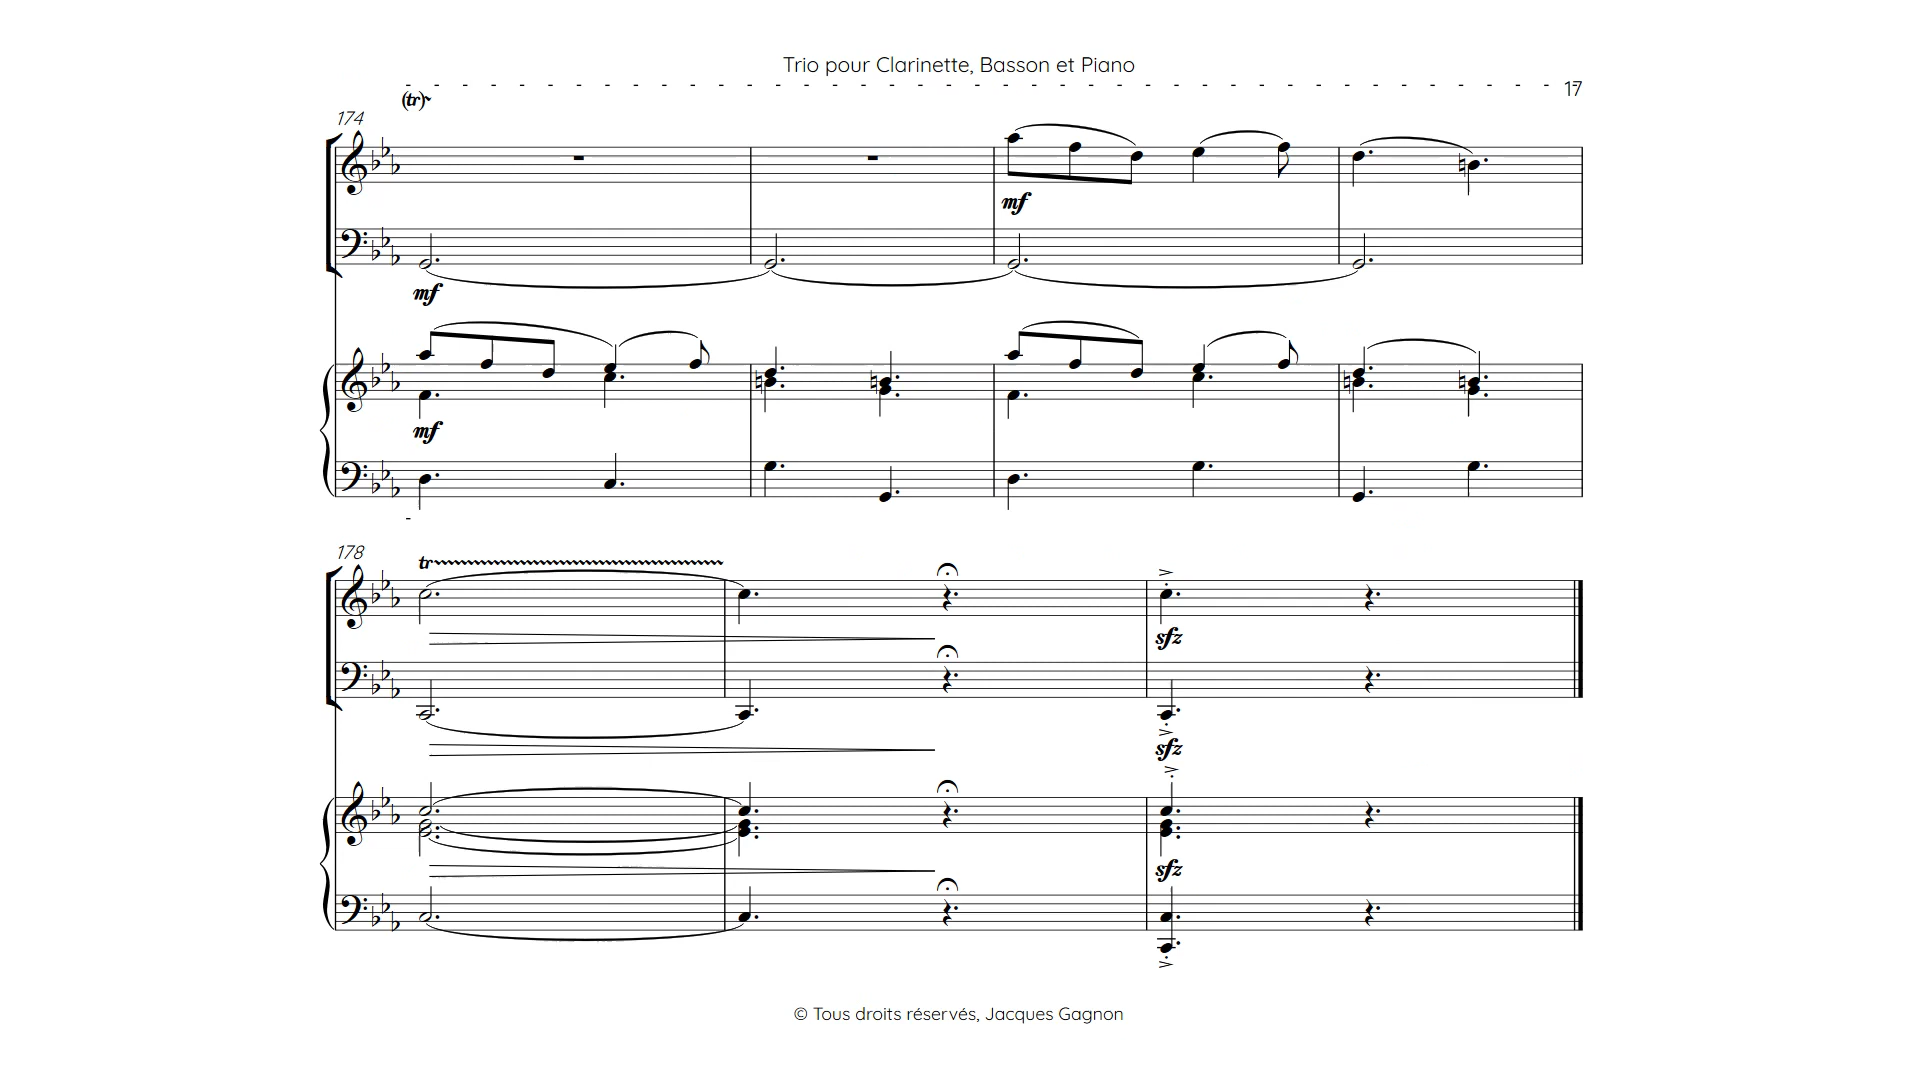 Trio pour Clarinette, Basson et Piano
17
(tr)
174
mf
mf
mf
178
tr
sfz
sfz
sfz
© Tous droits réservés, Jacques Gagnon